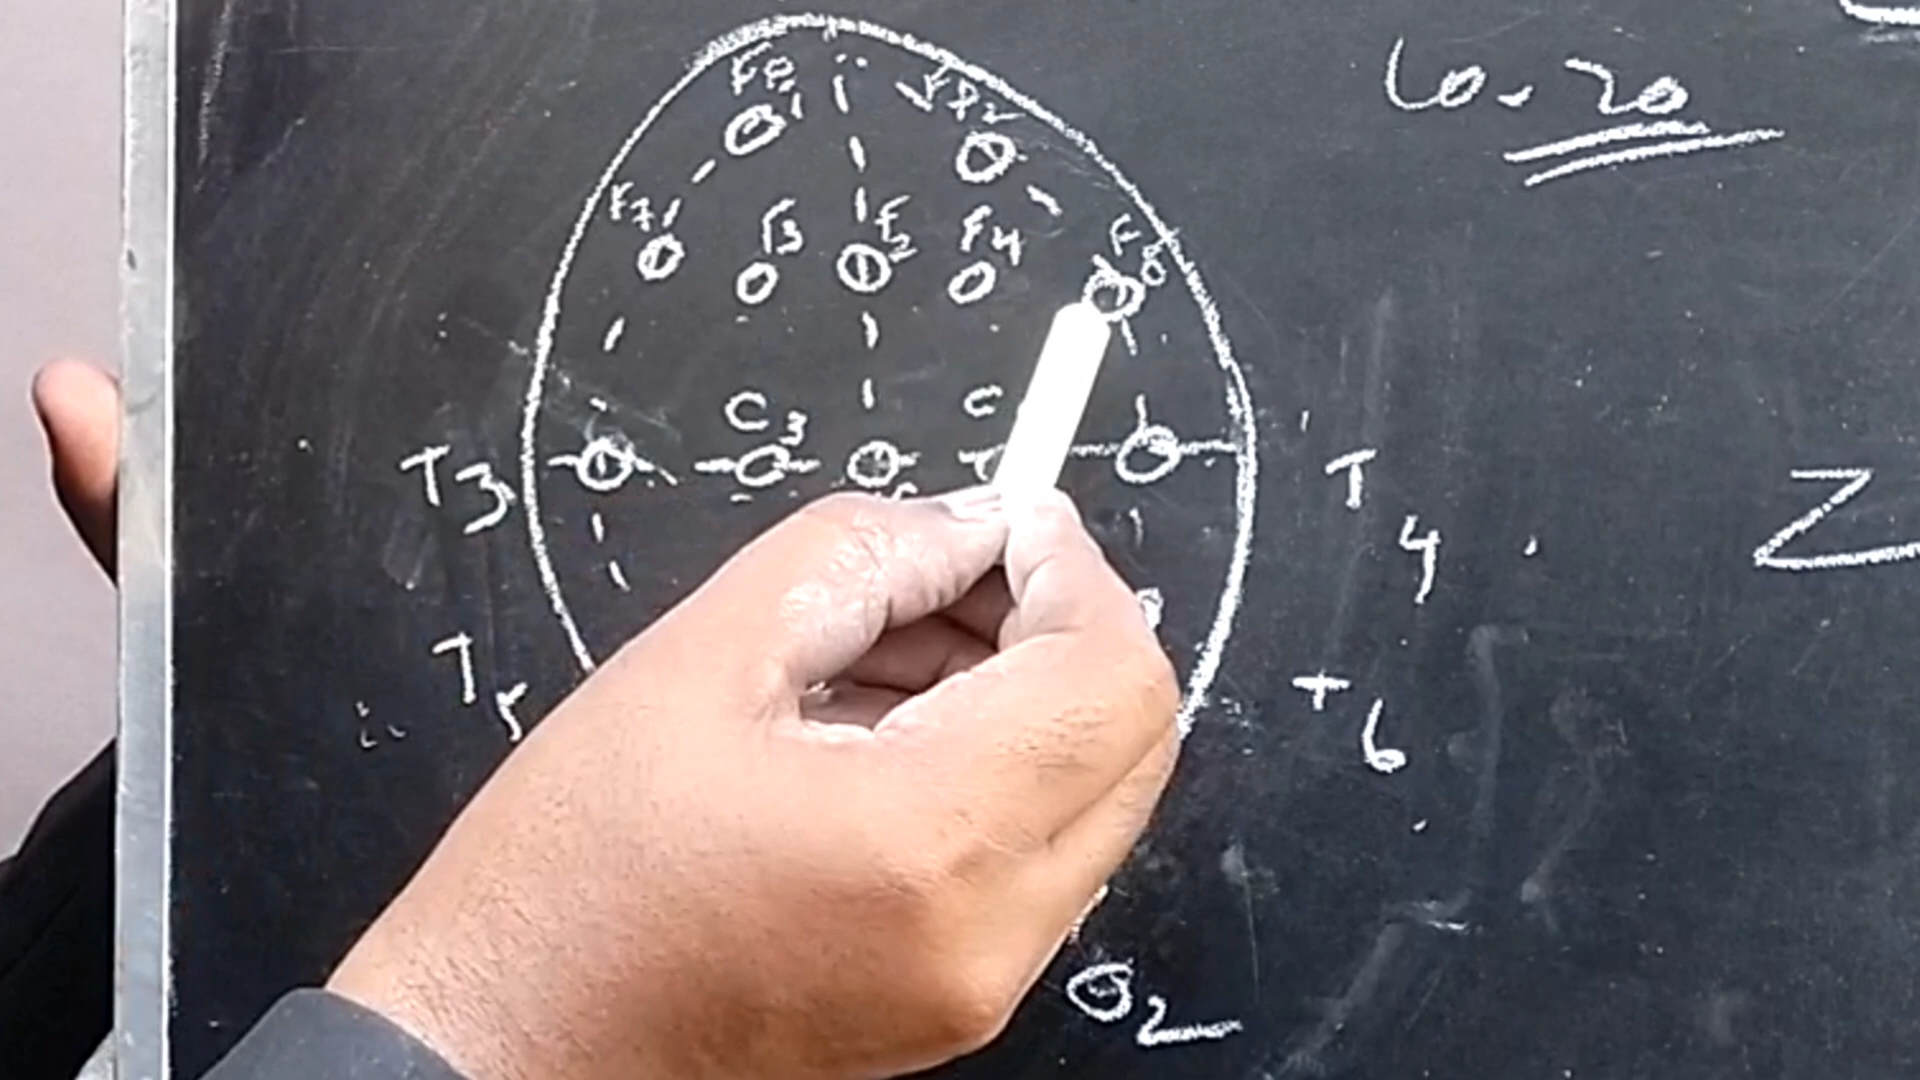 10-20
Fp1 Fp2
F7 F3 Fz F4 F8
C3 C
T3 T4
Z
T5 T6
O2